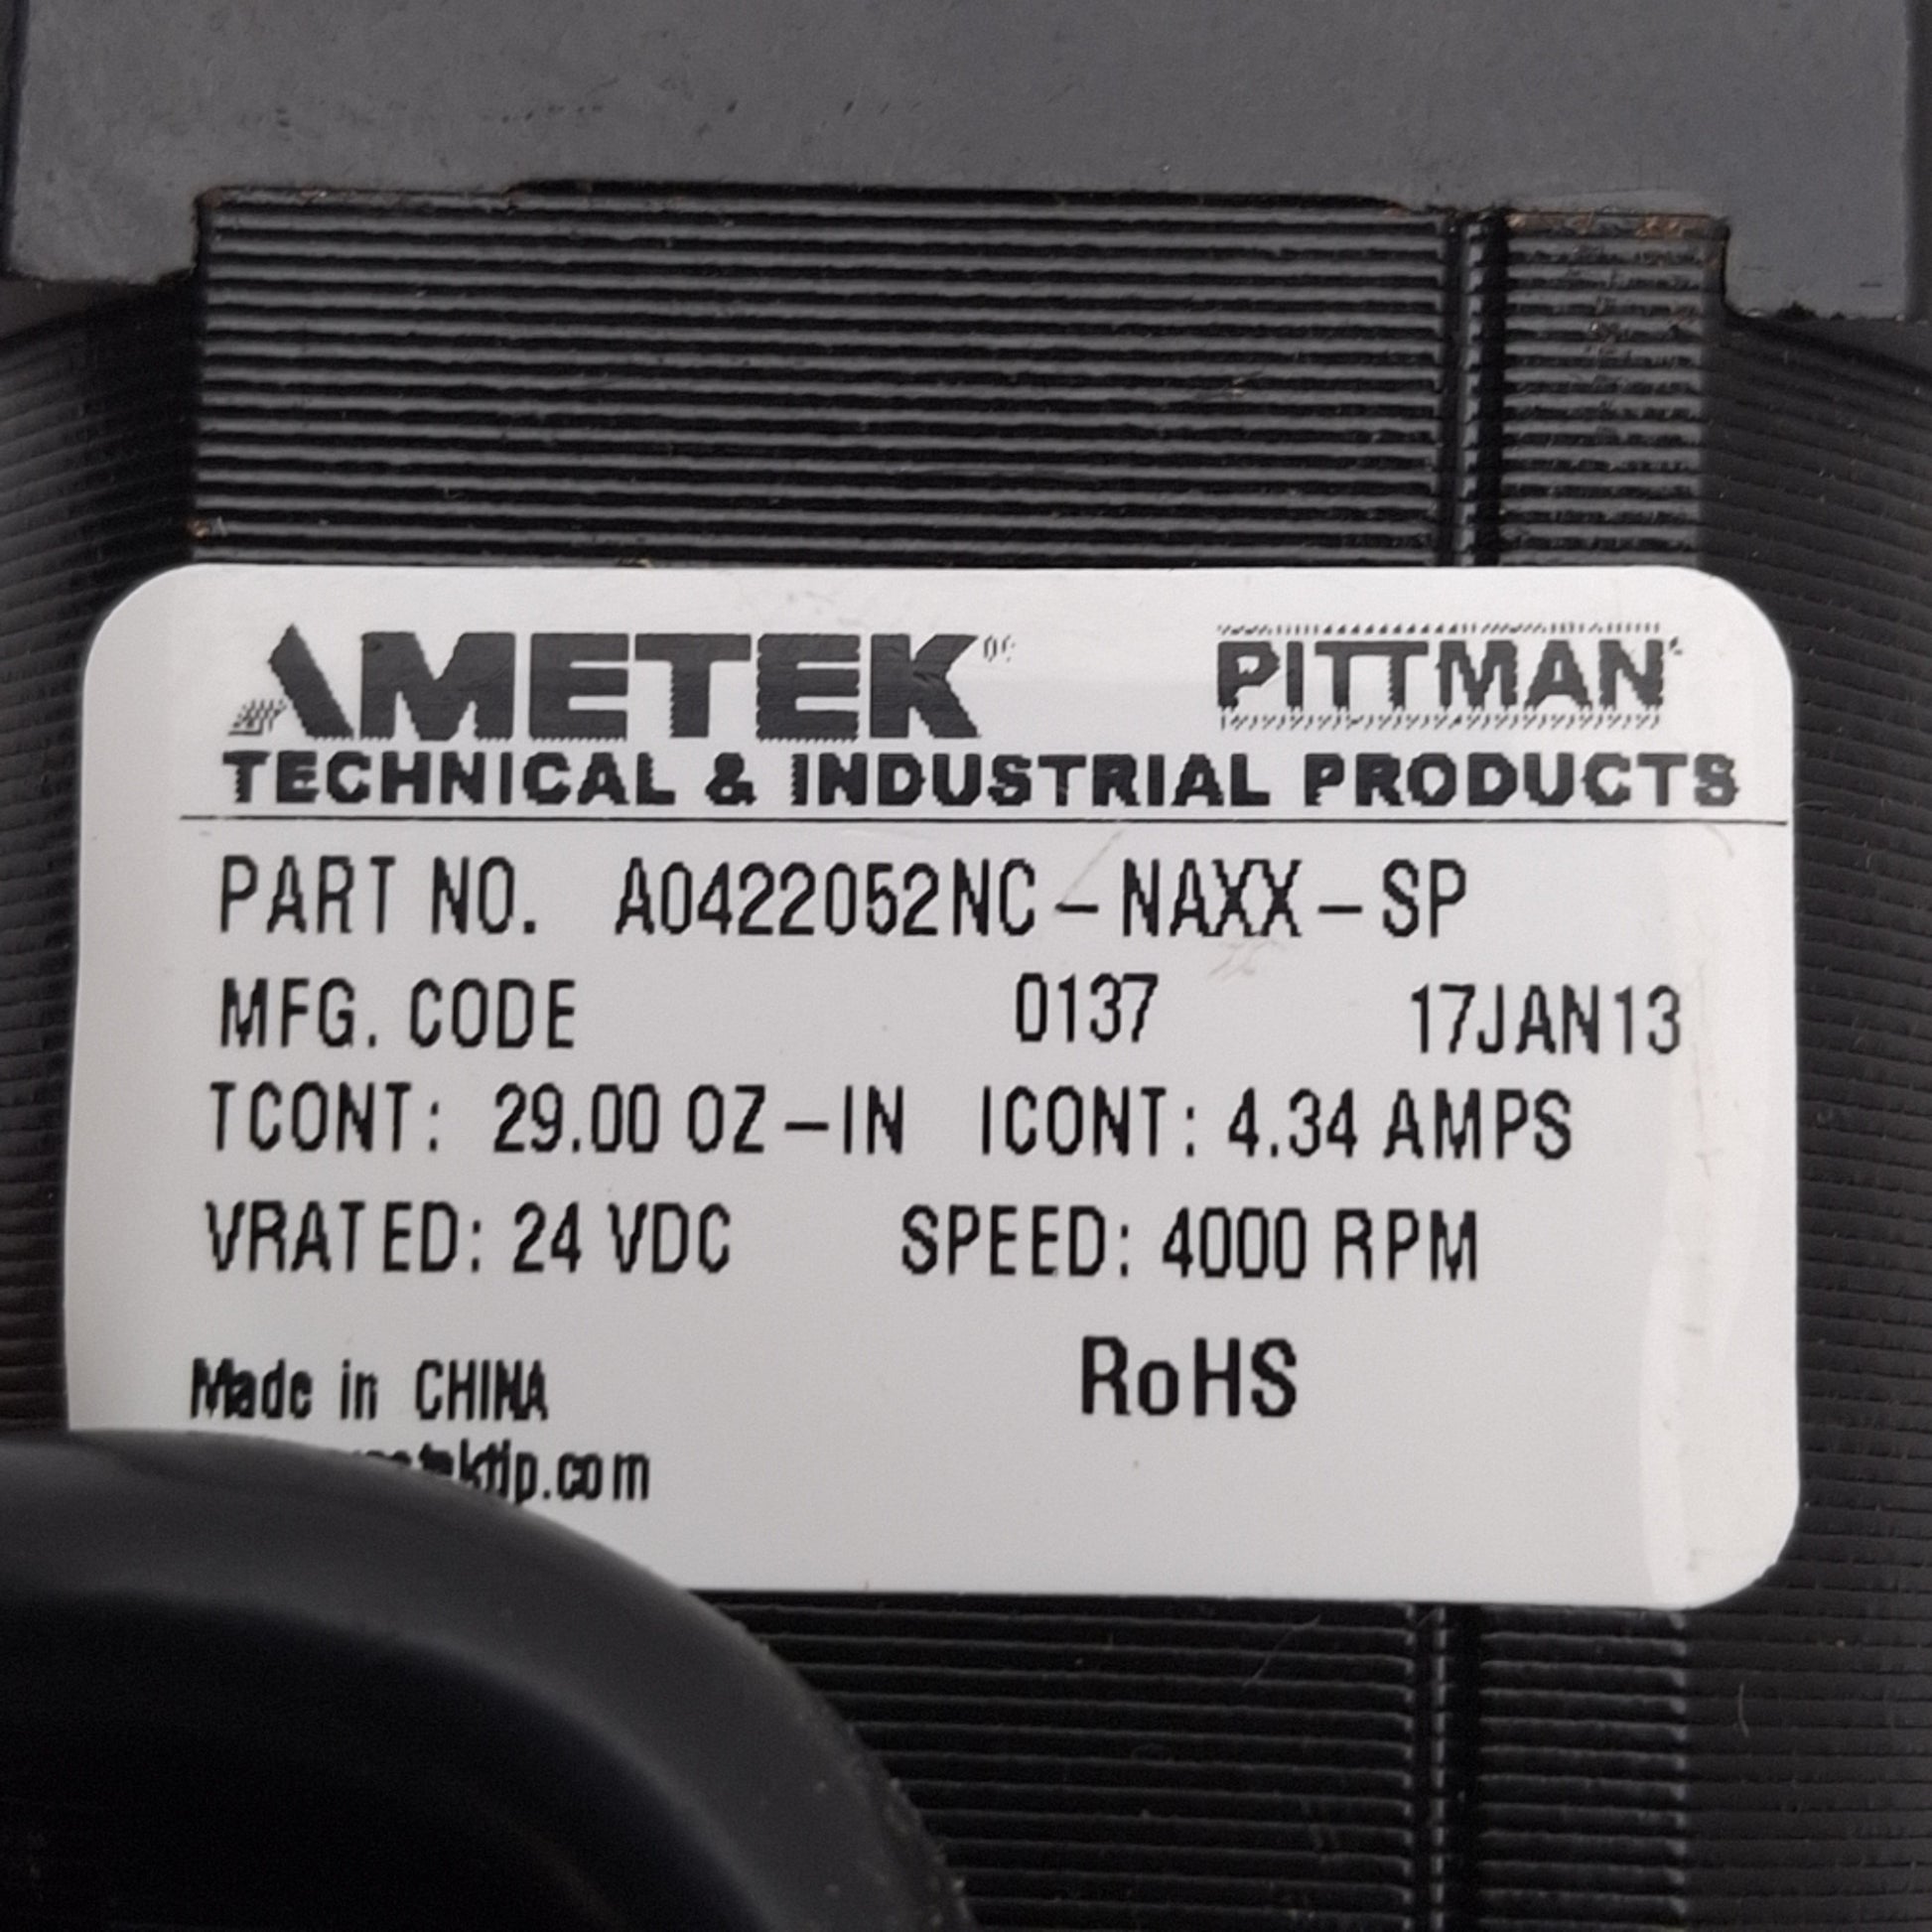 AMETEK PITTMAN
TECHNICAL & INDUSTRIAL PRODUCTS
PART NO. A0422052NC-NAXX-SP
MFG. CODE 0137 17JAN13
TCONT: 29.00 OZ-IN ICONT: 4.34 AMPS
VRATED: 24 VDC SPEED: 4000 RPM
Made in CHINA RoHS